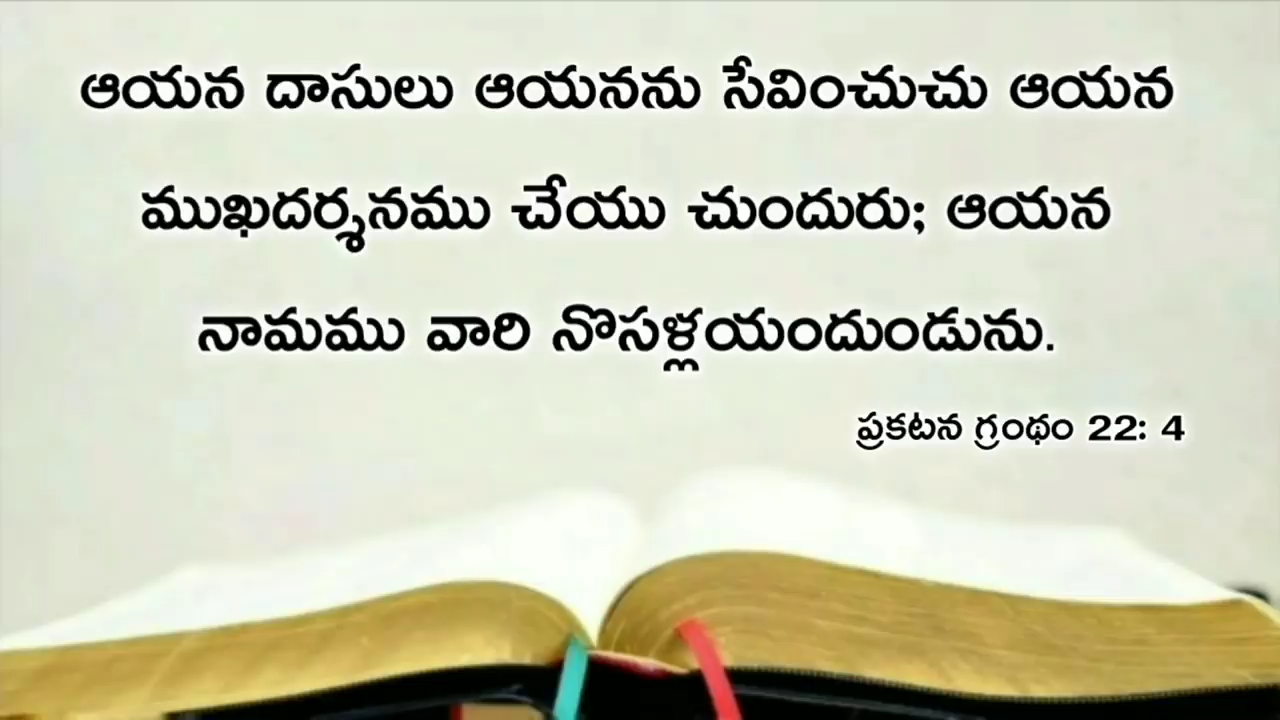 ఆయన దాసులు ఆయనను సేవించుచు ఆయన
ముఖదర్శనము చేయు చుందురు; ఆయన
నామము వారి నొసళ్లయందుండును.
ప్రకటన గ్రంథం 22: 4